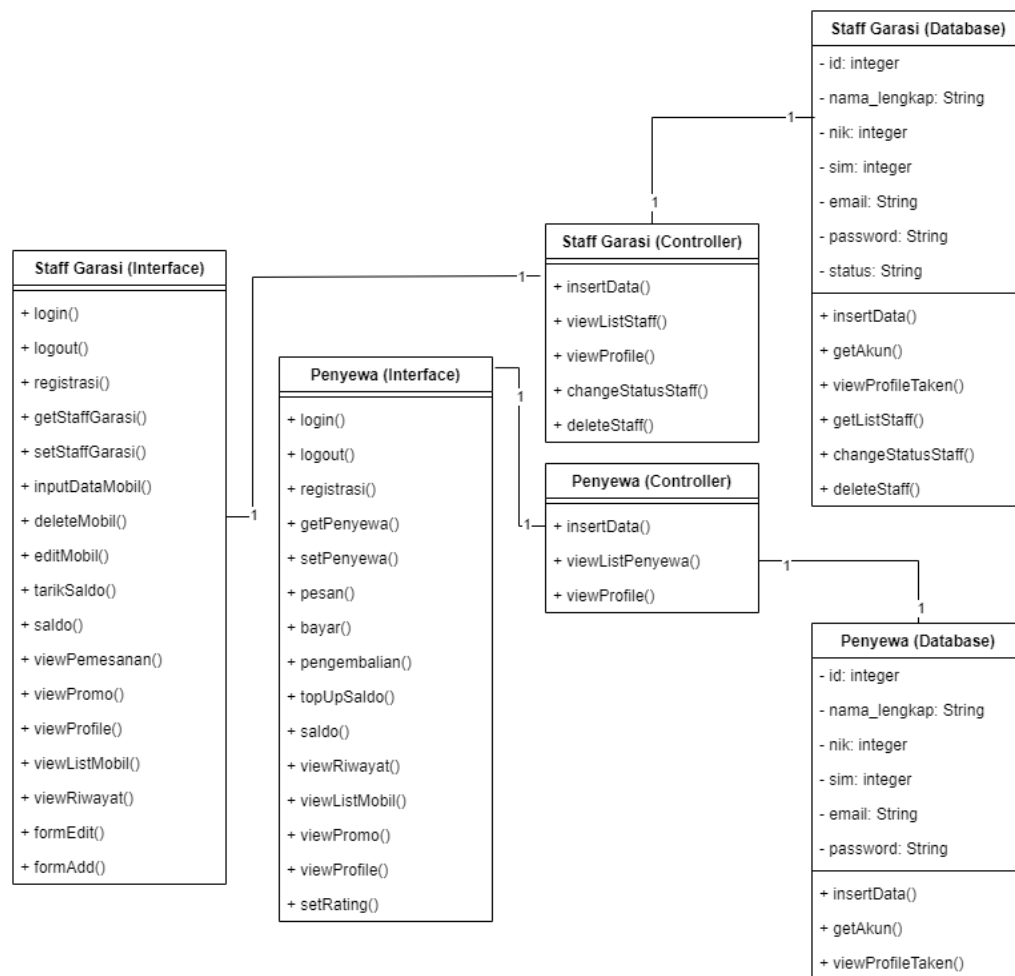 Staff Garasi (Database)
- id: integer
- nama_lengkap: String
- nik: integer
- sim: integer
- email: String
- password: String
- status: String
+ insertData()
+ getAkun()
+ viewProfileTaken()
+ getListStaff()
+ changeStatusStaff()
+ deleteStaff()
1
1
Staff Garasi (Controller)
+ insertData()
+ viewListStaff()
+ viewProfile()
+ changeStatusStaff()
+ deleteStaff()
1
1
Staff Garasi (Interface)
+ login()
+ logout()
+ registrasi()
+ getStaffGarasi()
+ setStaffGarasi()
+ inputDataMobil()
+ deleteMobil()
+ editMobil()
+ tarikSaldo()
+ saldo()
+ viewPemesanan()
+ viewPromo()
+ viewProfile()
+ viewListMobil()
+ viewRiwayat()
+ formEdit()
+ formAdd()
Penyewa (Interface)
+ login()
+ logout()
+ registrasi()
+ getPenyewa()
+ setPenyewa()
+ pesan()
+ bayar()
+ pengembalian()
+ topUpSaldo()
+ saldo()
+ viewRiwayat()
+ viewListMobil()
+ viewPromo()
+ viewProfile()
+ setRating()
1
1
Penyewa (Controller)
+ insertData()
+ viewListPenyewa()
+ viewProfile()
1
1
Penyewa (Database)
- id: integer
- nama_lengkap: String
- nik: integer
- sim: integer
- email: String
- password: String
+ insertData()
+ getAkun()
+ viewProfileTaken()